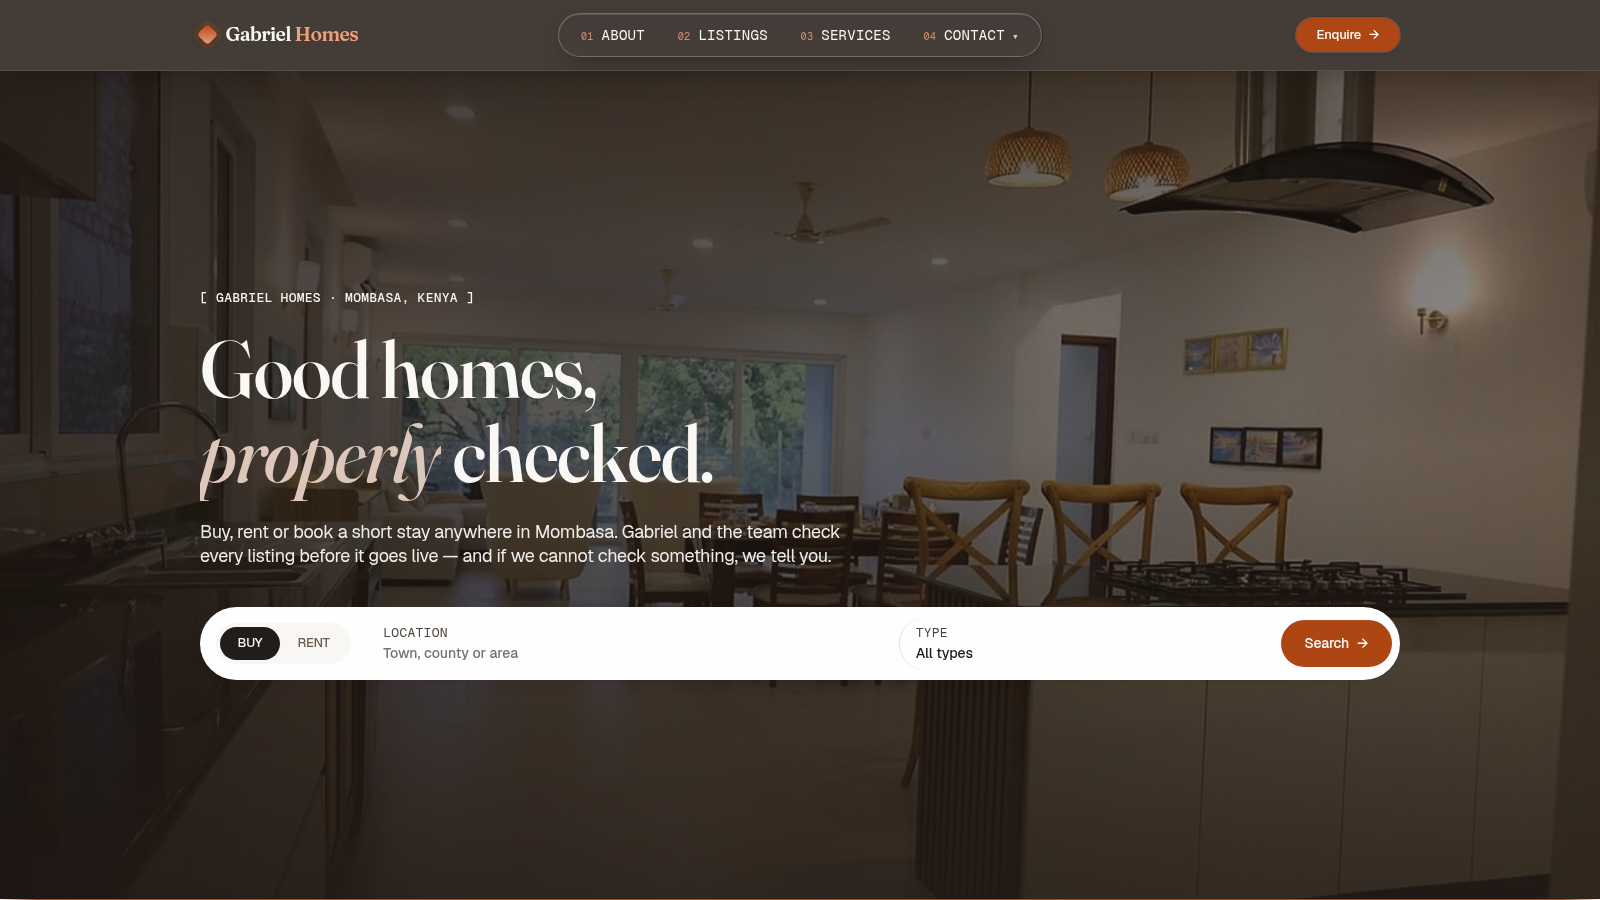 Gabriel Homes
01 ABOUT
02 LISTINGS
03 SERVICES
04 CONTACT ▾
Enquire →
[ GABRIEL HOMES · MOMBASA, KENYA ]
Good homes,
properly checked.
Buy, rent or book a short stay anywhere in Mombasa. Gabriel and the team check
every listing before it goes live — and if we cannot check something, we tell you.
BUY
RENT
LOCATION
Town, county or area
TYPE
All types
Search →